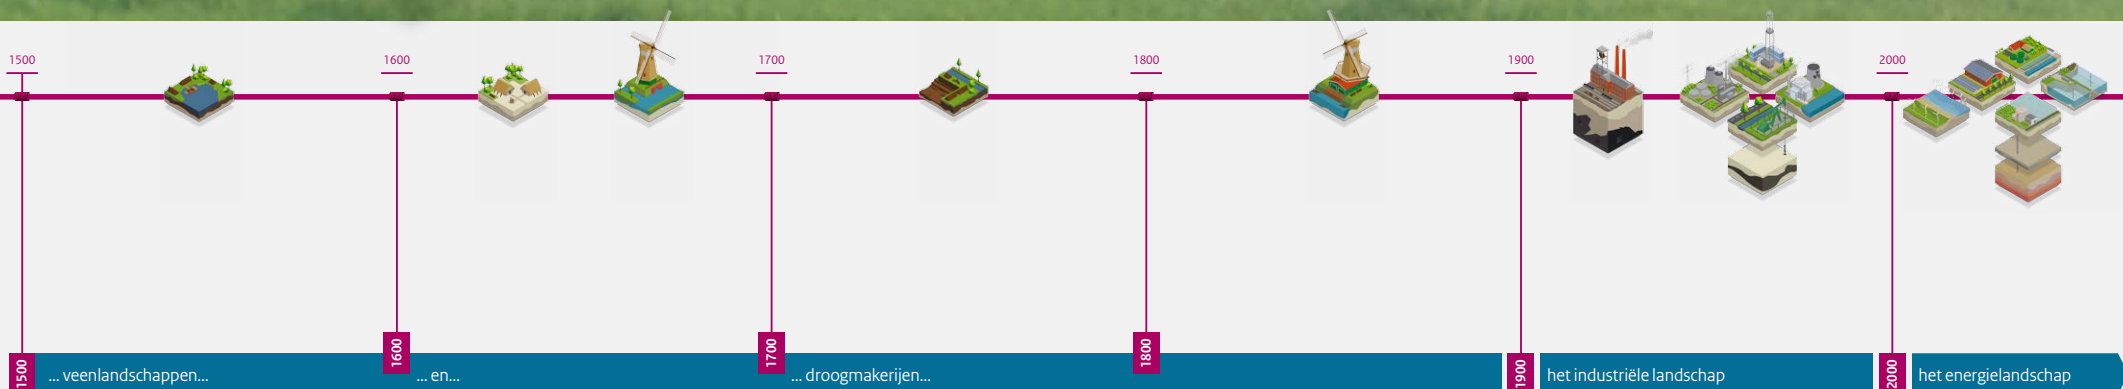 1500
1600
1700
1800
1900
2000
1500
1600
1700
1800
1900
2000
... veenlandschappen...
... en...
... droogmakerijen...
het industriële landschap
het energielandschap